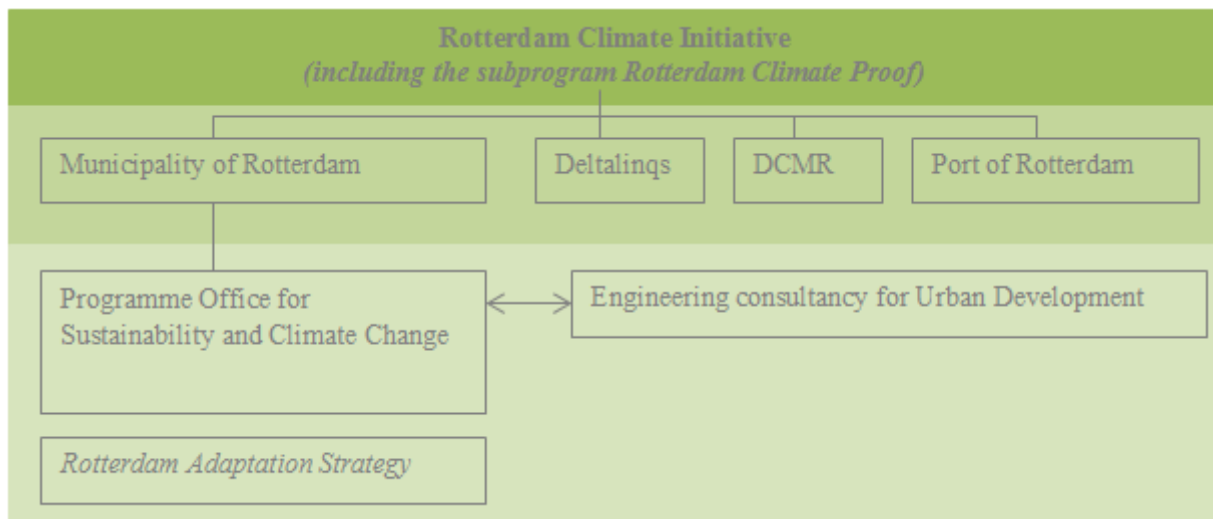 Rotterdam Climate Initiative
(including the subprogram Rotterdam Climate Proof)
Municipality of Rotterdam
Deltalinqs
DCMR
Port of Rotterdam
Programme Office for
Sustainability and Climate Change
Engineering consultancy for Urban Development
Rotterdam Adaptation Strategy